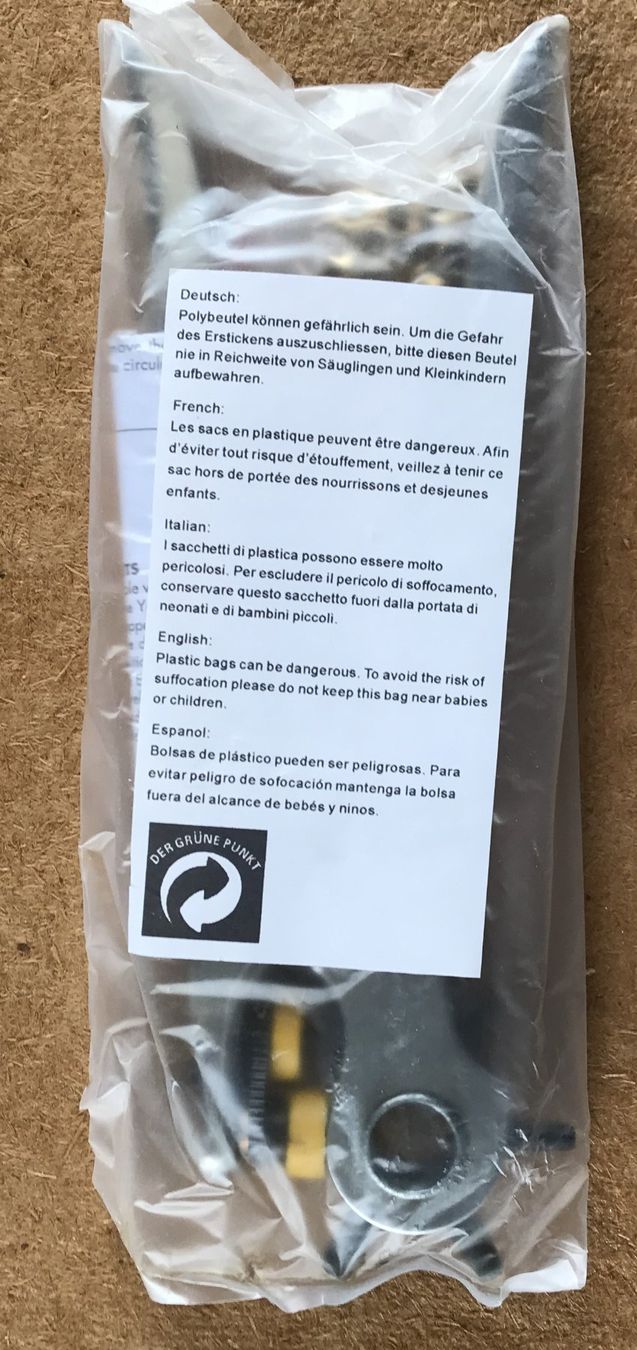 Deutsch:
Polybeutel können gefährlich sein. Um die Gefahr
des Erstickens auszuschliessen, bitte diesen Beutel
nie in Reichweite von Säuglingen und Kleinkindern
aufbewahren.
French:
Les sacs en plastique peuvent être dangereux. Afin
d'éviter tout risque d'étouffement, veillez à tenir ce
sac hors de portée des nourrissons et desjeunes
enfants.
Italian:
I sacchetti di plastica possono essere molto
pericolosi. Per escludere il pericolo di soffocamento,
conservare questo sacchetto fuori dalla portata di
neonati e di bambini piccoli.
English:
Plastic bags can be dangerous. To avoid the risk of
suffocation please do not keep this bag near babies
or children.
Espanol:
Bolsas de plástico pueden ser peligrosas. Para
evitar peligro de sofocación mantenga la bolsa
fuera del alcance de bebés y ninos.
DER GRÜNE PUNKT